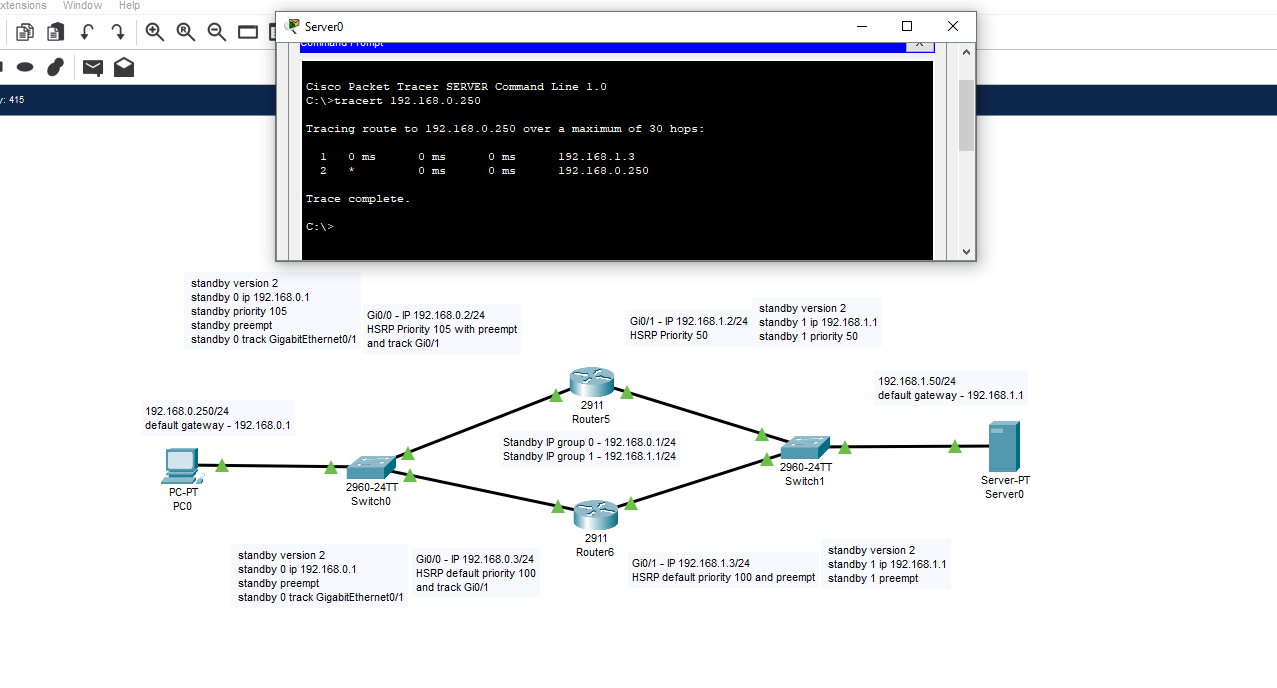 xtensions Window Help
Server0
Command Prompt
X
y: 415
Cisco Packet Tracer SERVER Command Line 1.0
C:\>tracert 192.168.0.250
Tracing route to 192.168.0.250 over a maximum of 30 hops:
1 0 ms 0 ms 0 ms 192.168.1.3
2 * 0 ms 0 ms 192.168.0.250
Trace complete.
C:\>
standby version 2
standby 0 ip 192.168.0.1
standby priority 105
standby preempt
standby 0 track GigabitEthernet0/1
Gi0/0 - IP 192.168.0.2/24
HSRP Priority 105 with preempt
and track Gi0/1
Gi0/1 - IP 192.168.1.2/24
HSRP Priority 50
standby version 2
standby 1 ip 192.168.1.1
standby 1 priority 50
192.168.1.50/24
default gateway - 192.168.1.1
192.168.0.250/24
default gateway - 192.168.0.1
2911
Router5
Standby IP group 0 - 192.168.0.1/24
Standby IP group 1 - 192.168.1.1/24
PC-PT
PC0
2960-24TT
Switch0
2960-24TT
Switch1
Server-PT
Server0
2911
Router6
standby version 2
standby 0 ip 192.168.0.1
standby preempt
standby 0 track GigabitEthernet0/1
Gi0/0 - IP 192.168.0.3/24
HSRP default priority 100
and track Gi0/1
Gi0/1 - IP 192.168.1.3/24
HSRP default priority 100 and preempt
standby version 2
standby 1 ip 192.168.1.1
standby 1 preempt